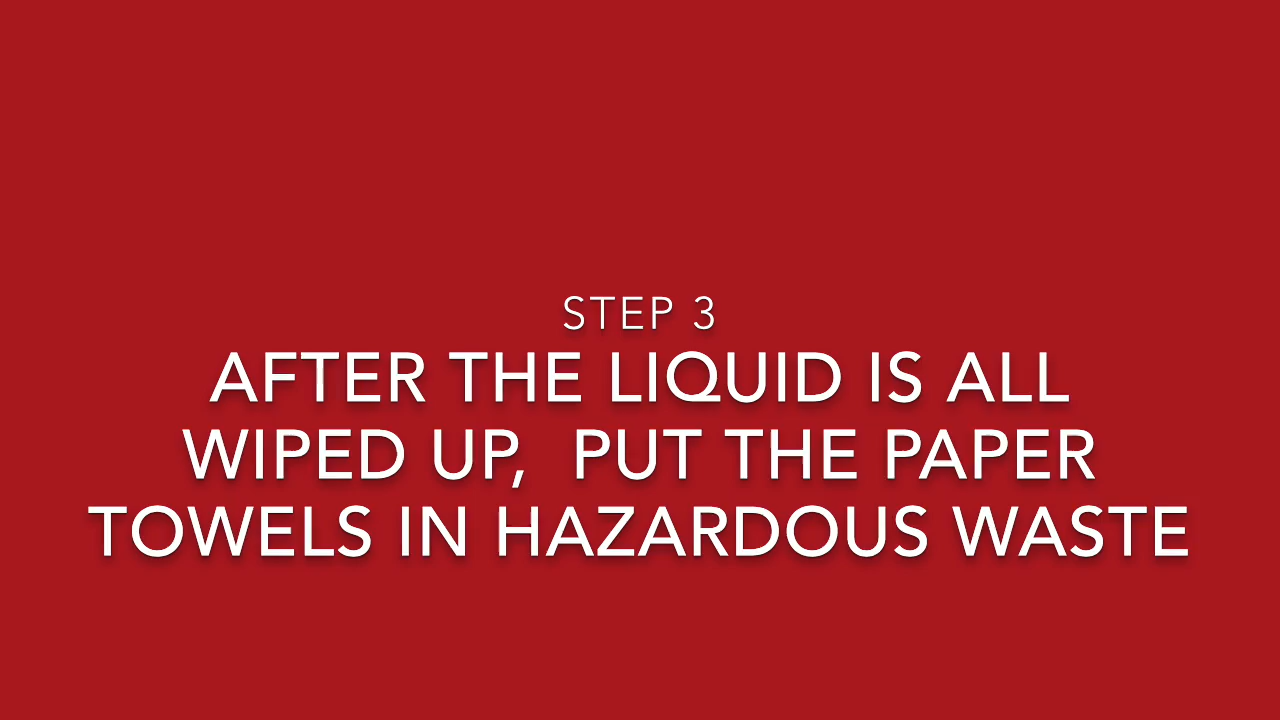 STEP 3
AFTER THE LIQUID IS ALL
WIPED UP,  PUT THE PAPER
TOWELS IN HAZARDOUS WASTE